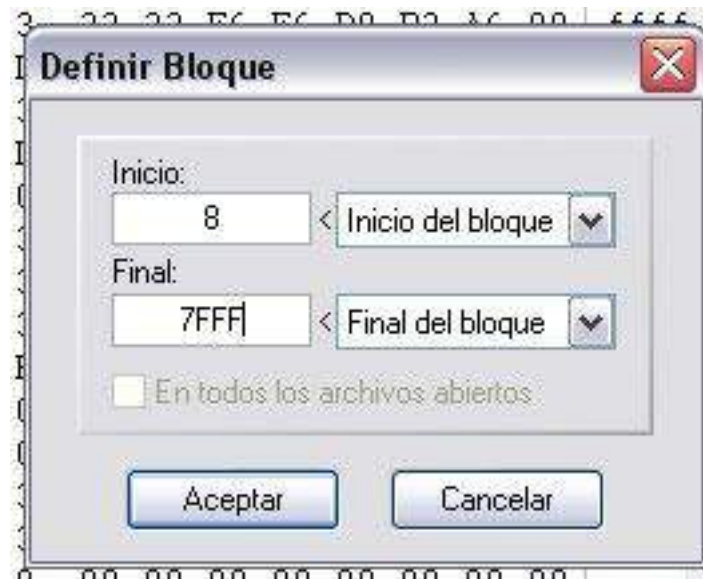 Definir Bloque
Inicio:
8 < Inicio del bloque
Final:
7FFF < Final del bloque
En todos los archivos abiertos
Aceptar Cancelar